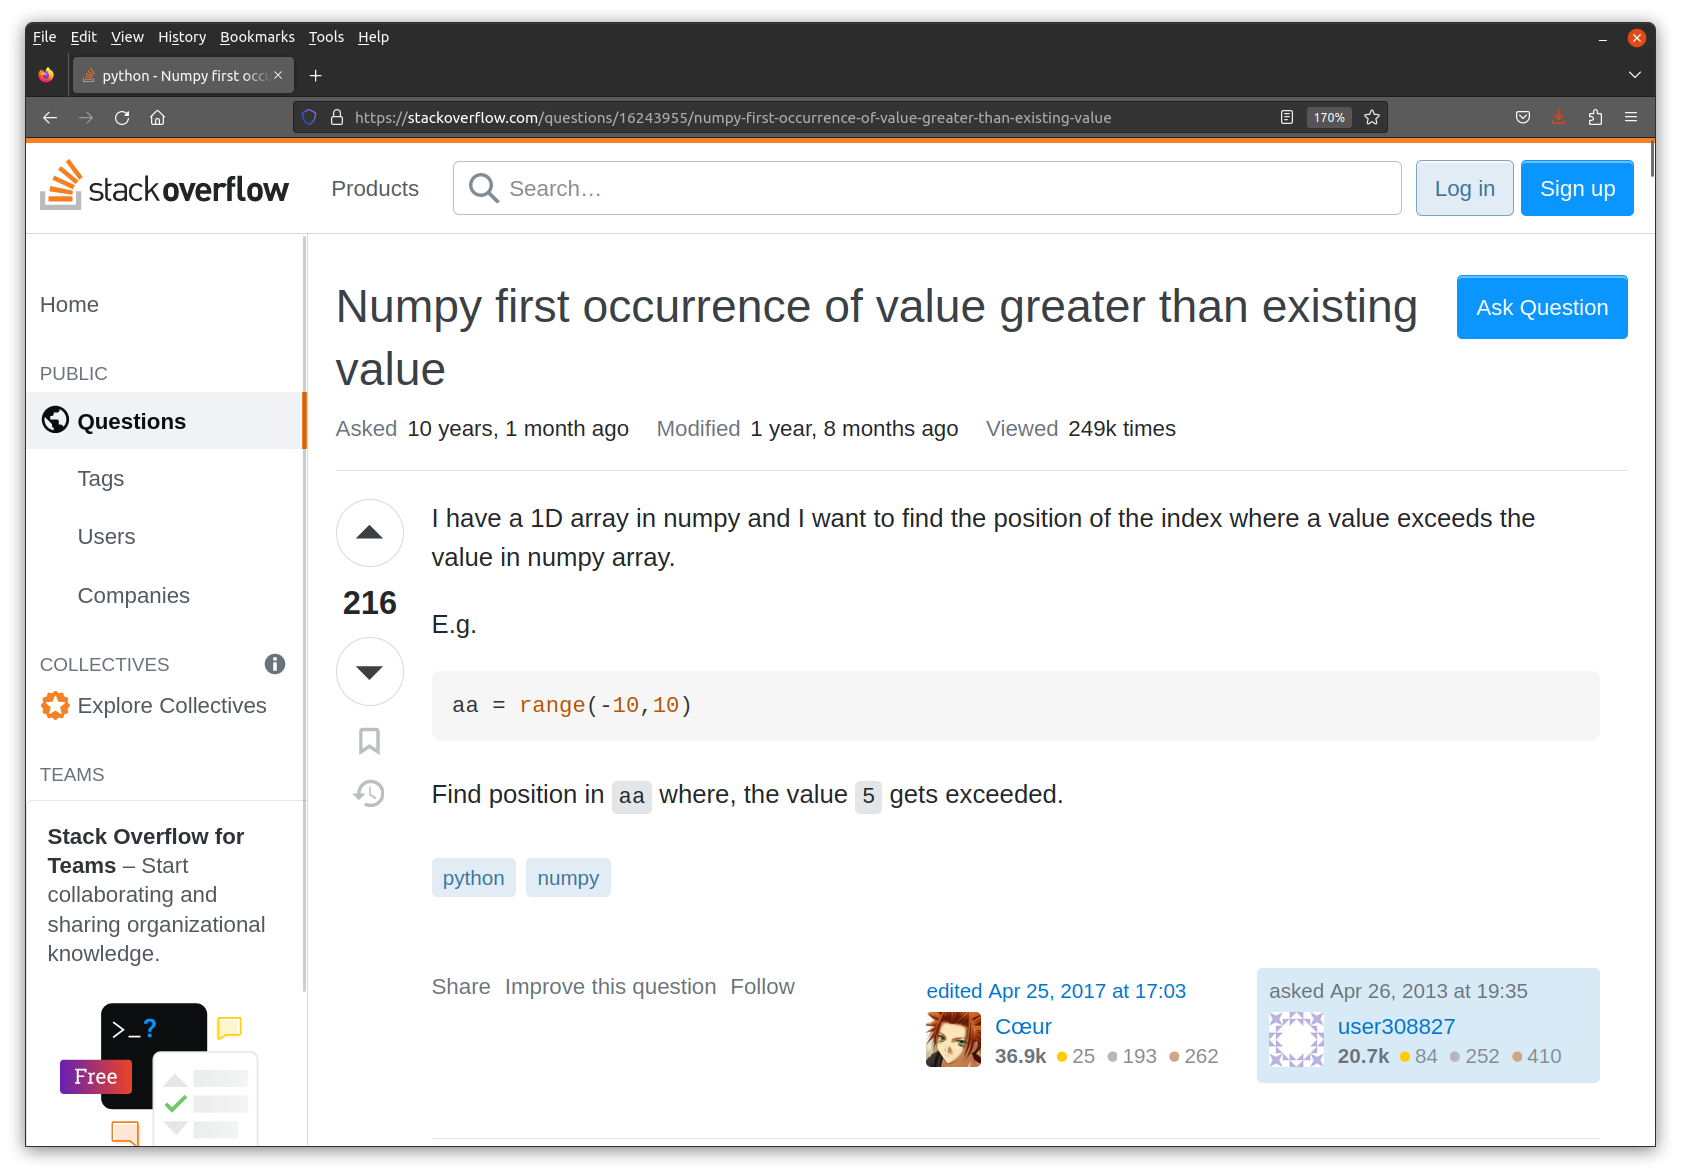 File Edit View History Bookmarks Tools Help
python - Numpy first occu
https://stackoverflow.com/questions/16243955/numpy-first-occurrence-of-value-greater-than-existing-value 170%
stackoverflow Products Search… Log in Sign up
Home
PUBLIC
Questions
Tags
Users
Companies
COLLECTIVES
Explore Collectives
TEAMS
Stack Overflow for
Teams – Start
collaborating and
sharing organizational
knowledge.
>_?
Free
Numpy first occurrence of value greater than existing
value
Ask Question
Asked 10 years, 1 month ago Modified 1 year, 8 months ago Viewed 249k times
216
I have a 1D array in numpy and I want to find the position of the index where a value exceeds the
value in numpy array.
E.g.
aa = range(-10,10)
Find position in aa where, the value 5 gets exceeded.
python numpy
Share Improve this question Follow
edited Apr 25, 2017 at 17:03
Cœur
36.9k 25 193 262
asked Apr 26, 2013 at 19:35
user308827
20.7k 84 252 410